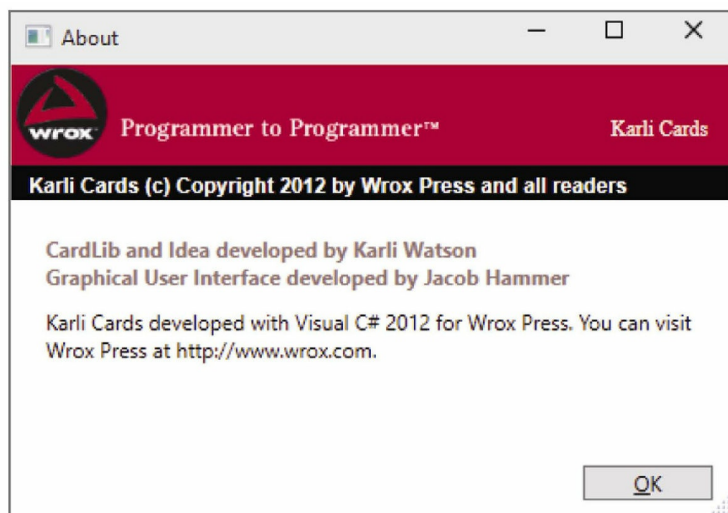 About
wrox
Programmer to Programmer™
Karli Cards
Karli Cards (c) Copyright 2012 by Wrox Press and all readers
CardLib and Idea developed by Karli Watson
Graphical User Interface developed by Jacob Hammer
Karli Cards developed with Visual C# 2012 for Wrox Press. You can visit
Wrox Press at http://www.wrox.com.
OK